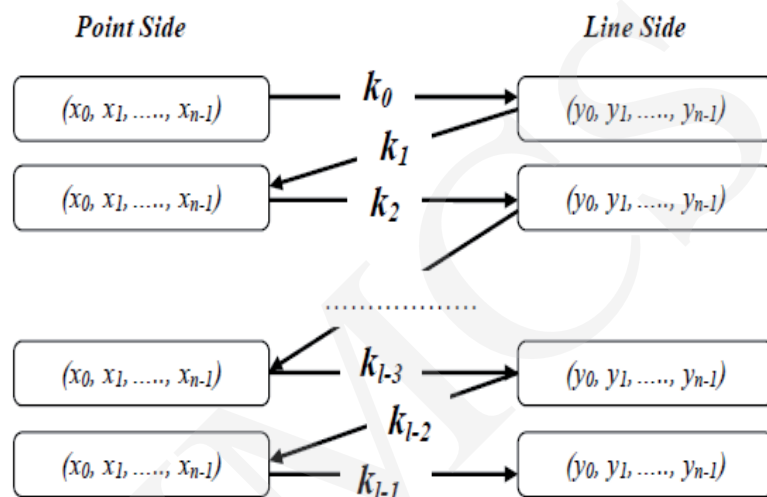 Point Side Line Side
(x0, x1, ....., xn-1) k0 (y0, y1, ....., yn-1)
k1
(x0, x1, ....., xn-1) k2 (y0, y1, ....., yn-1)
...................
(x0, x1, ....., xn-1) kl-3 (y0, y1, ....., yn-1)
kl-2
(x0, x1, ....., xn-1) kl-1 (y0, y1, ....., yn-1)